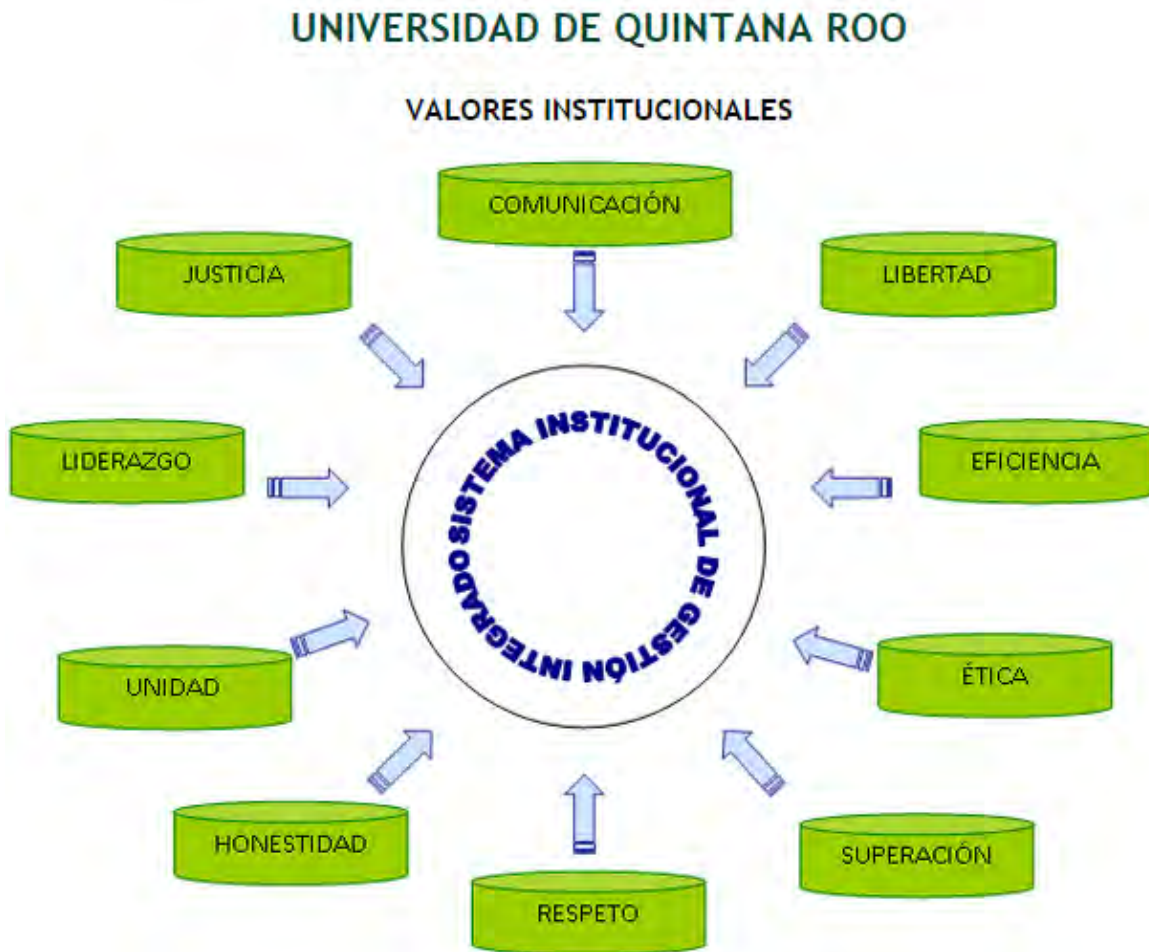 UNIVERSIDAD DE QUINTANA ROO
VALORES INSTITUCIONALES
COMUNICACIÓN
JUSTICIA
LIBERTAD
LIDERAZGO
EFICIENCIA
SISTEMA INSTITUCIONAL DE GESTIÓN INTEGRADO
UNIDAD
ÉTICA
HONESTIDAD
SUPERACIÓN
RESPETO